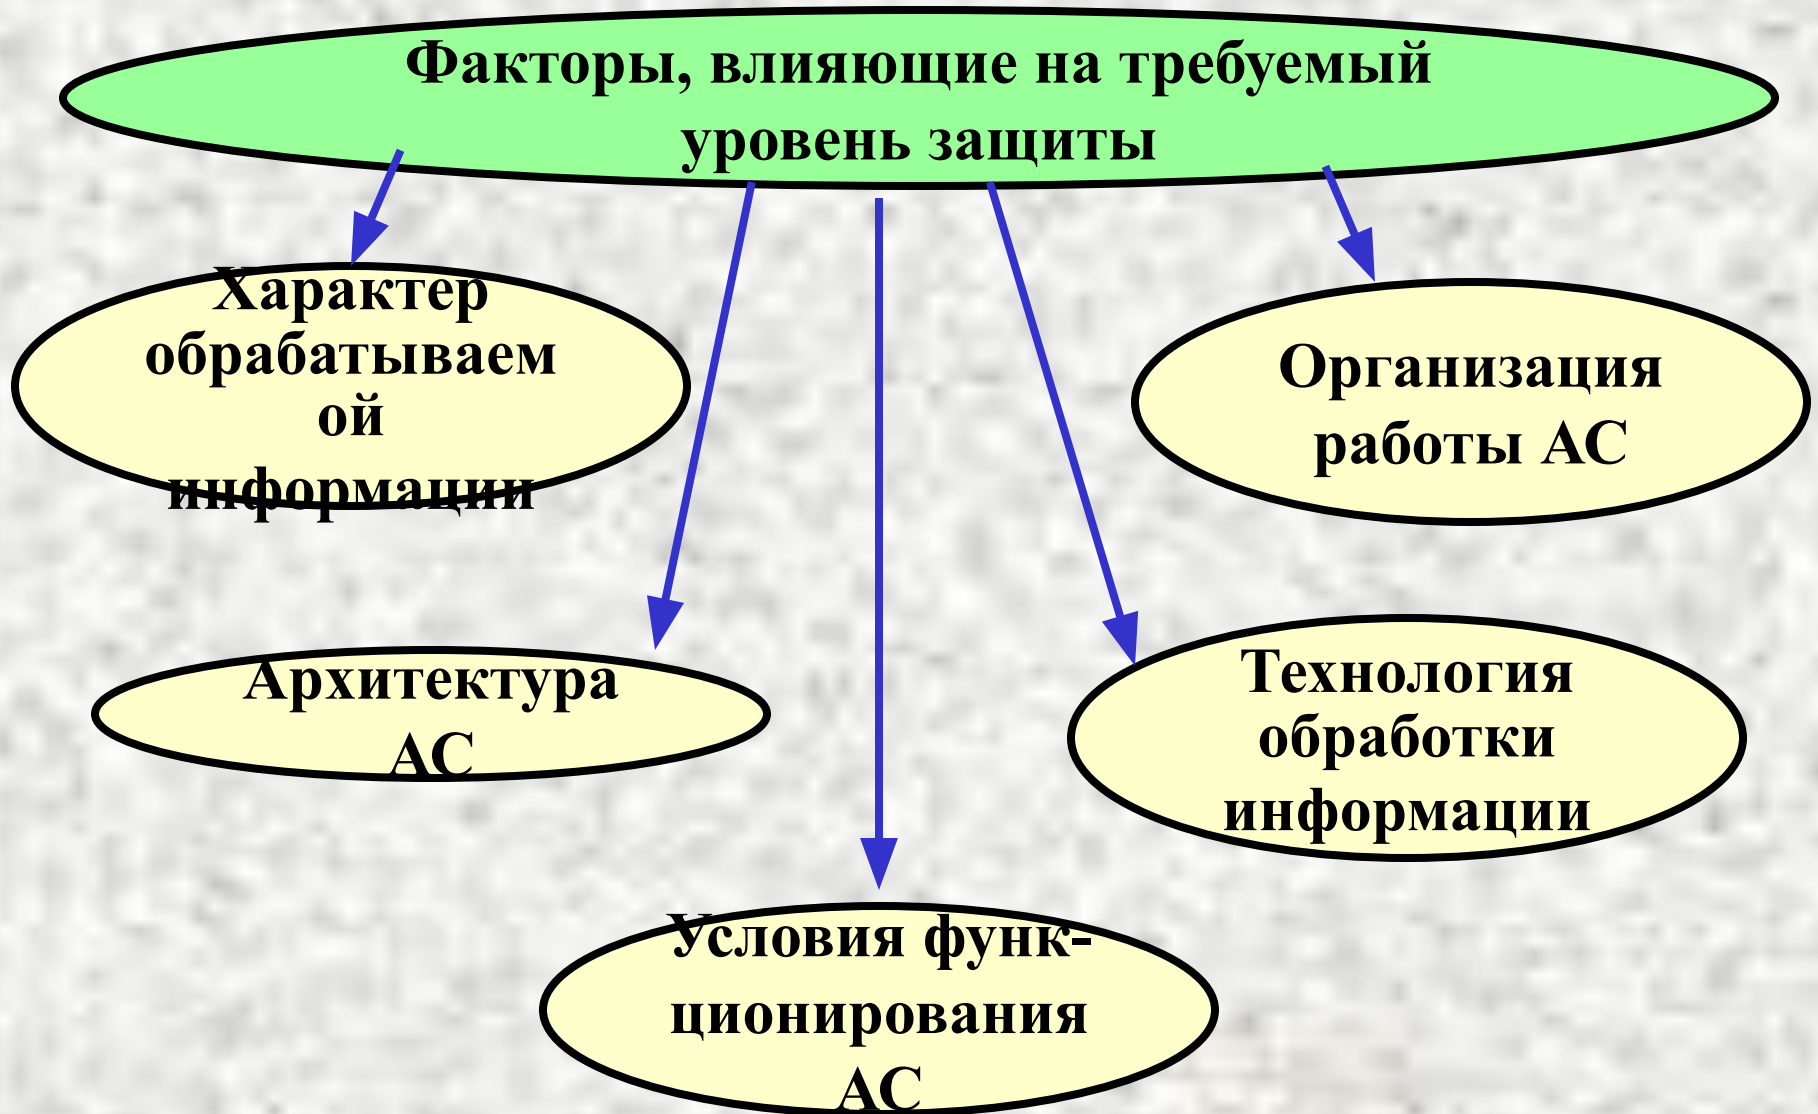 Факторы, влияющие на требуемый
уровень защиты
Характер
обрабатываем
ой
информации
Организация
работы АС
Архитектура
АС
Технология
обработки
информации
Условия функ-
ционирования
АС